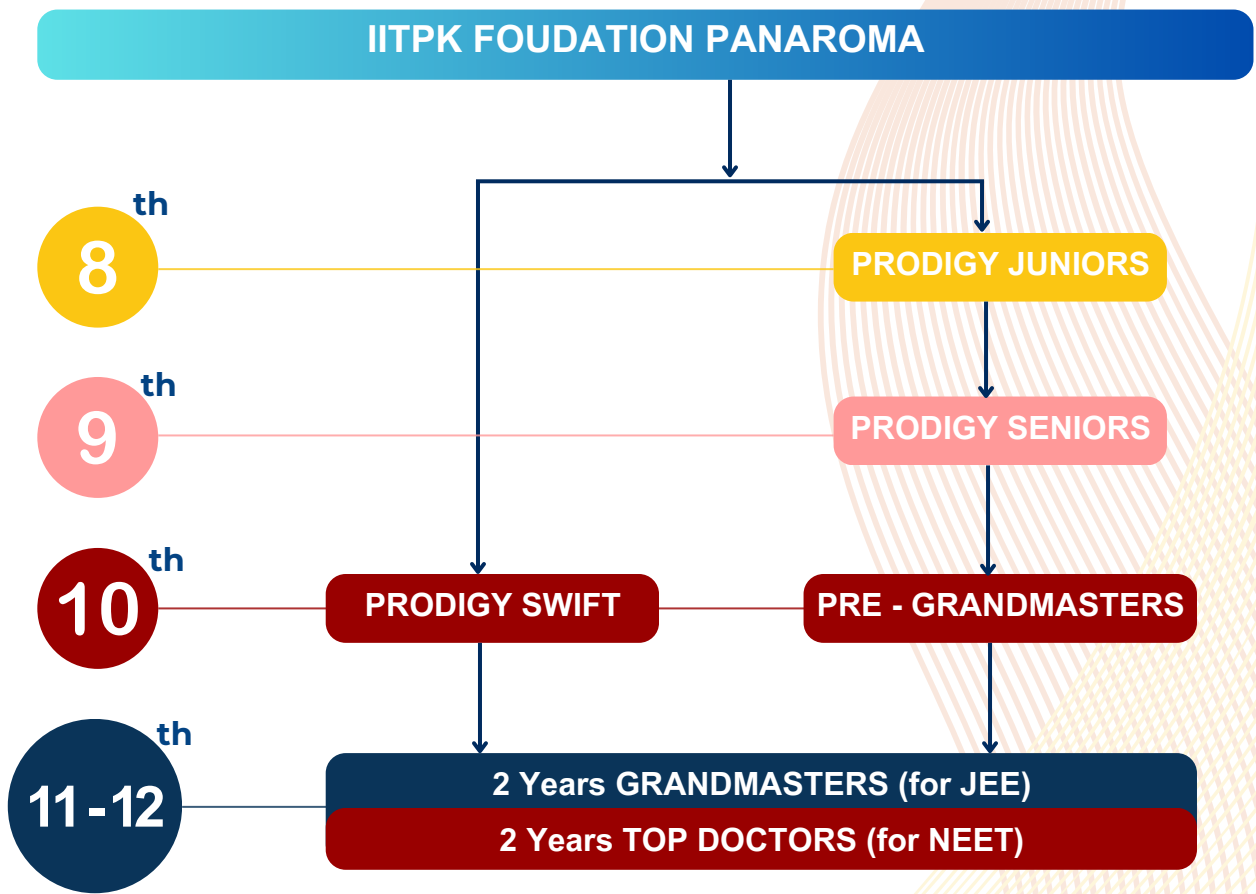 IITPK FOUDATION PANAROMA
8th
PRODIGY JUNIORS
9th
PRODIGY SENIORS
10th
PRODIGY SWIFT
PRE - GRANDMASTERS
11-12th
2 Years GRANDMASTERS (for JEE)
2 Years TOP DOCTORS (for NEET)